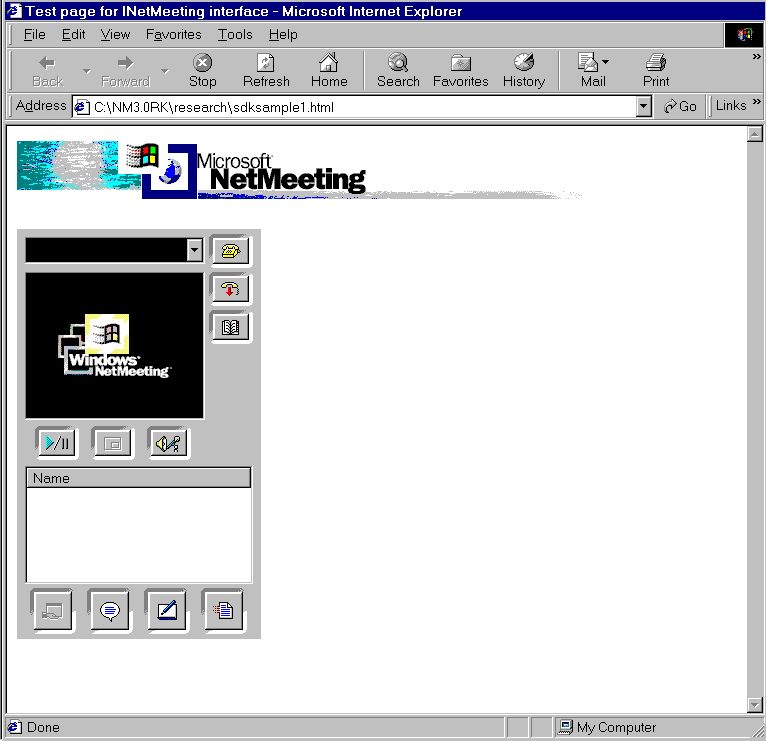 Test page for INetMeeting interface - Microsoft Internet Explorer
File Edit View Favorites Tools Help
Back Forward Stop Refresh Home Search Favorites History Mail Print
Address C:\NM3.0RK\research\sdksample1.html Go Links
Microsoft
NetMeeting
Windows
NetMeeting
Name
Done My Computer